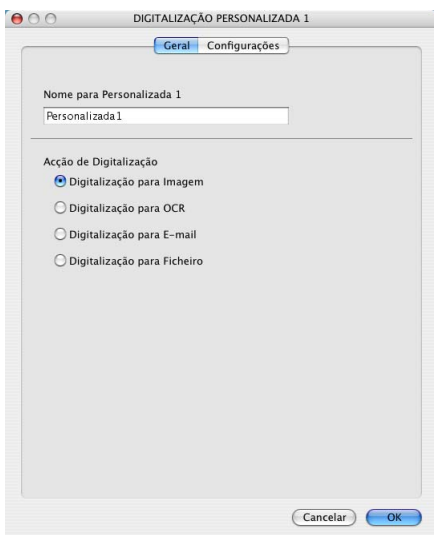 DIGITALIZAÇÃO PERSONALIZADA 1
Geral Configurações
Nome para Personalizada 1
Personalizada1
Acção de Digitalização
Digitalização para Imagem
Digitalização para OCR
Digitalização para E-mail
Digitalização para Ficheiro
Cancelar OK